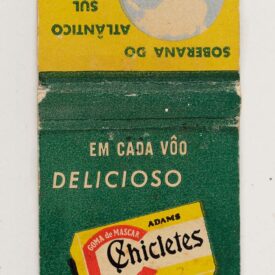 SOBERANA DO
ATLÂNTICO
SUL
EM CADA VÔO
DELICIOSO
ADAMS
GOMA DE MASCAR
Chicletes